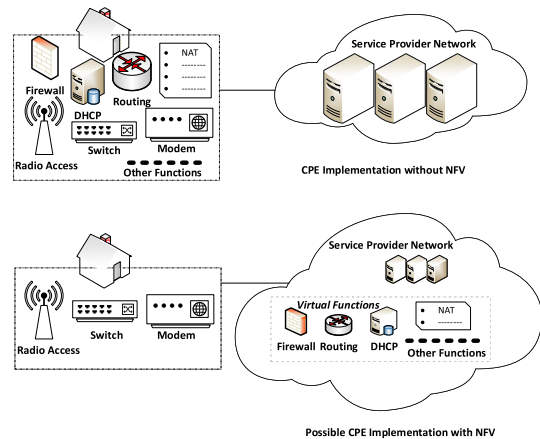 NAT
Service Provider Network
Firewall
DHCP
Routing
Radio Access
Switch
Modem
Other Functions
CPE Implementation without NFV
Service Provider Network
Virtual Functions
NAT
Firewall
Routing
DHCP
Other Functions
Radio Access
Switch
Modem
Possible CPE Implementation with NFV